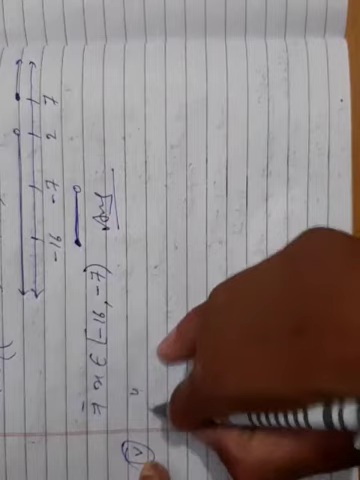 -16 -7 2 7
⇒ x ∈ [-16, -7) Ans
(v)